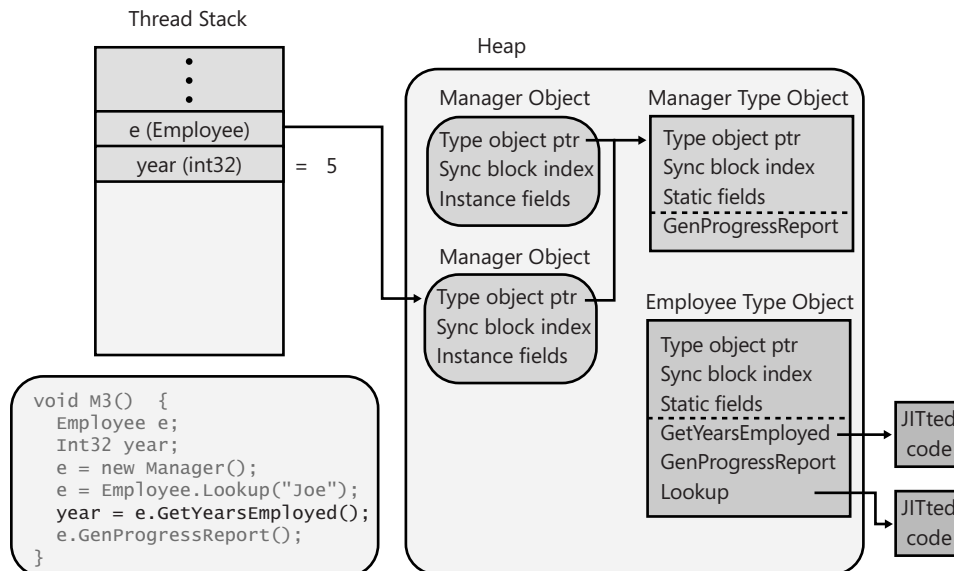 Thread Stack
e (Employee)
year (int32)
= 5
Heap
Manager Object
Type object ptr
Sync block index
Instance fields
Manager Type Object
Type object ptr
Sync block index
Static fields
GenProgressReport
Manager Object
Type object ptr
Sync block index
Instance fields
Employee Type Object
Type object ptr
Sync block index
Static fields
GetYearsEmployed
GenProgressReport
Lookup
JITted
code
JITted
code
void M3() {
Employee e;
Int32 year;
e = new Manager();
e = Employee.Lookup("Joe");
year = e.GetYearsEmployed();
e.GenProgressReport();
}